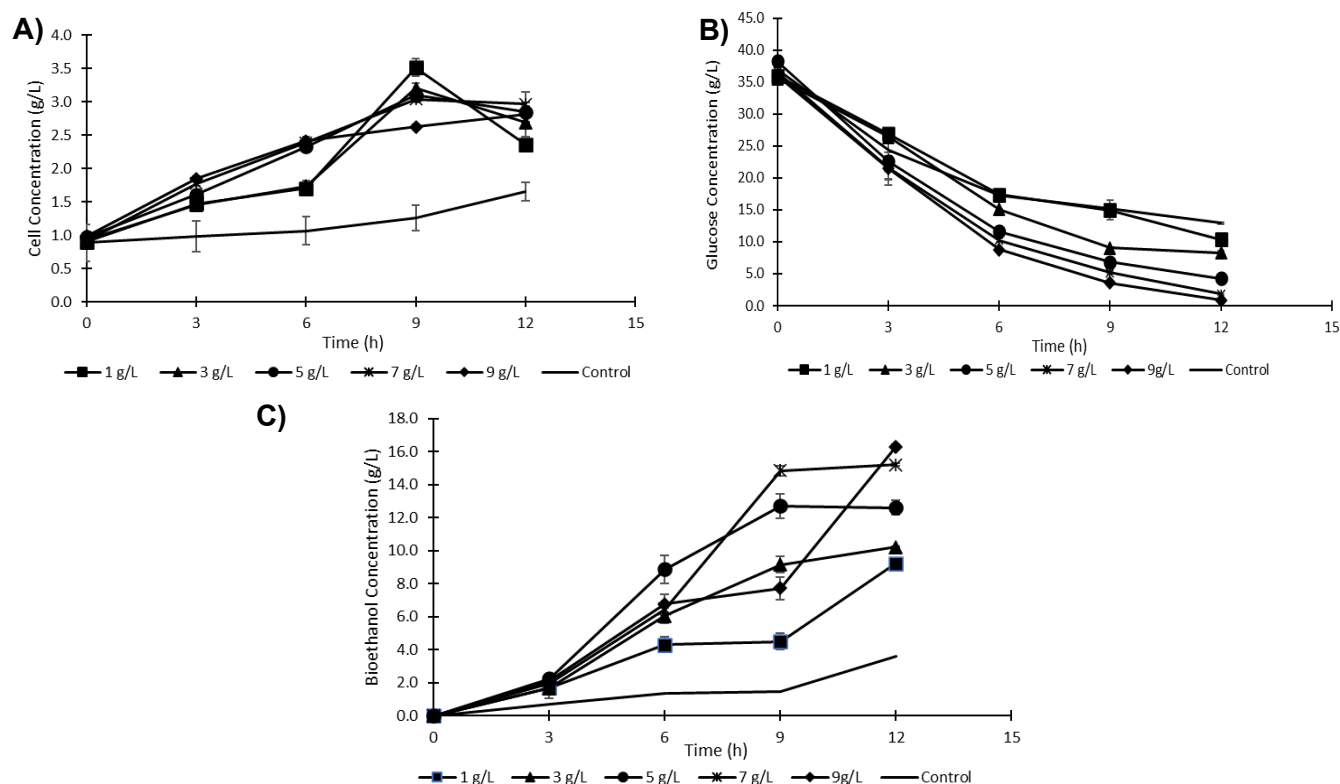 A)
Cell Concentration (g/L)
4.0
3.5
3.0
2.5
2.0
1.5
1.0
0.5
0.0
0 3 6 9 12 15
Time (h)
1 g/L 3 g/L 5 g/L 7 g/L 9 g/L Control
B)
Glucose Concentration (g/L)
45.0
40.0
35.0
30.0
25.0
20.0
15.0
10.0
5.0
0.0
0 3 6 9 12 15
Time (h)
1 g/L 3 g/L 5 g/L 7 g/L 9g/L Control
C)
Bioethanol Concentration (g/L)
18.0
16.0
14.0
12.0
10.0
8.0
6.0
4.0
2.0
0.0
0 3 6 9 12 15
Time (h)
1 g/L 3 g/L 5 g/L 7 g/L 9g/L Control